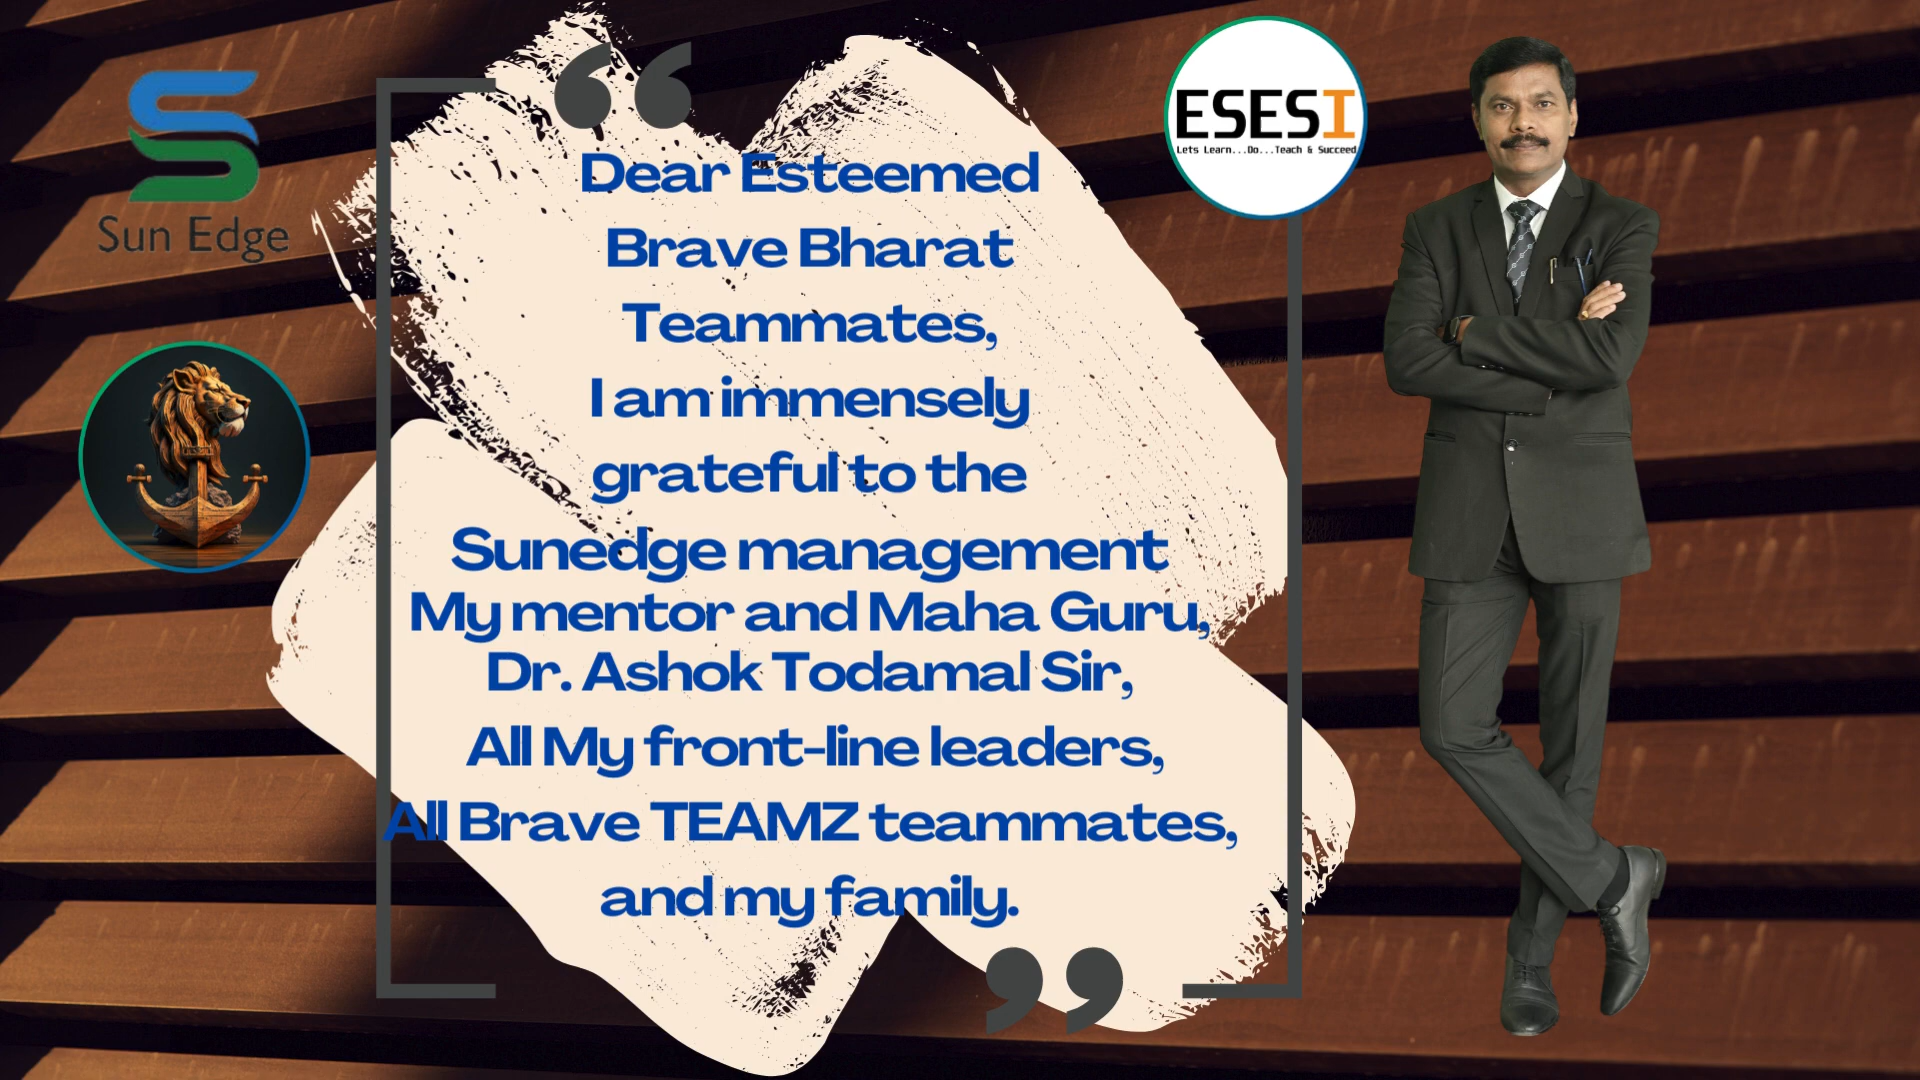 Sun Edge
ESESI
Lets Learn...Do...Teach & Succeed
Dear Esteemed
Brave Bharat
Teammates,
I am immensely
grateful to the
Sunedge management
My mentor and Maha Guru,
Dr. Ashok Todamal Sir,
All My front-line leaders,
All Brave TEAMZ teammates,
and my family.